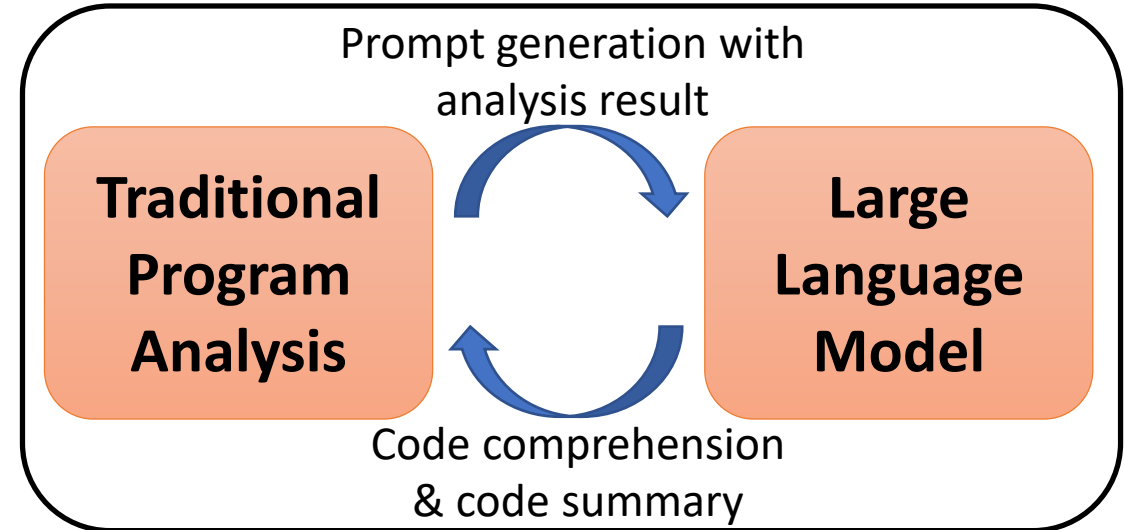 Prompt generation with
analysis result
Traditional
Program
Analysis
Large
Language
Model
Code comprehension
& code summary